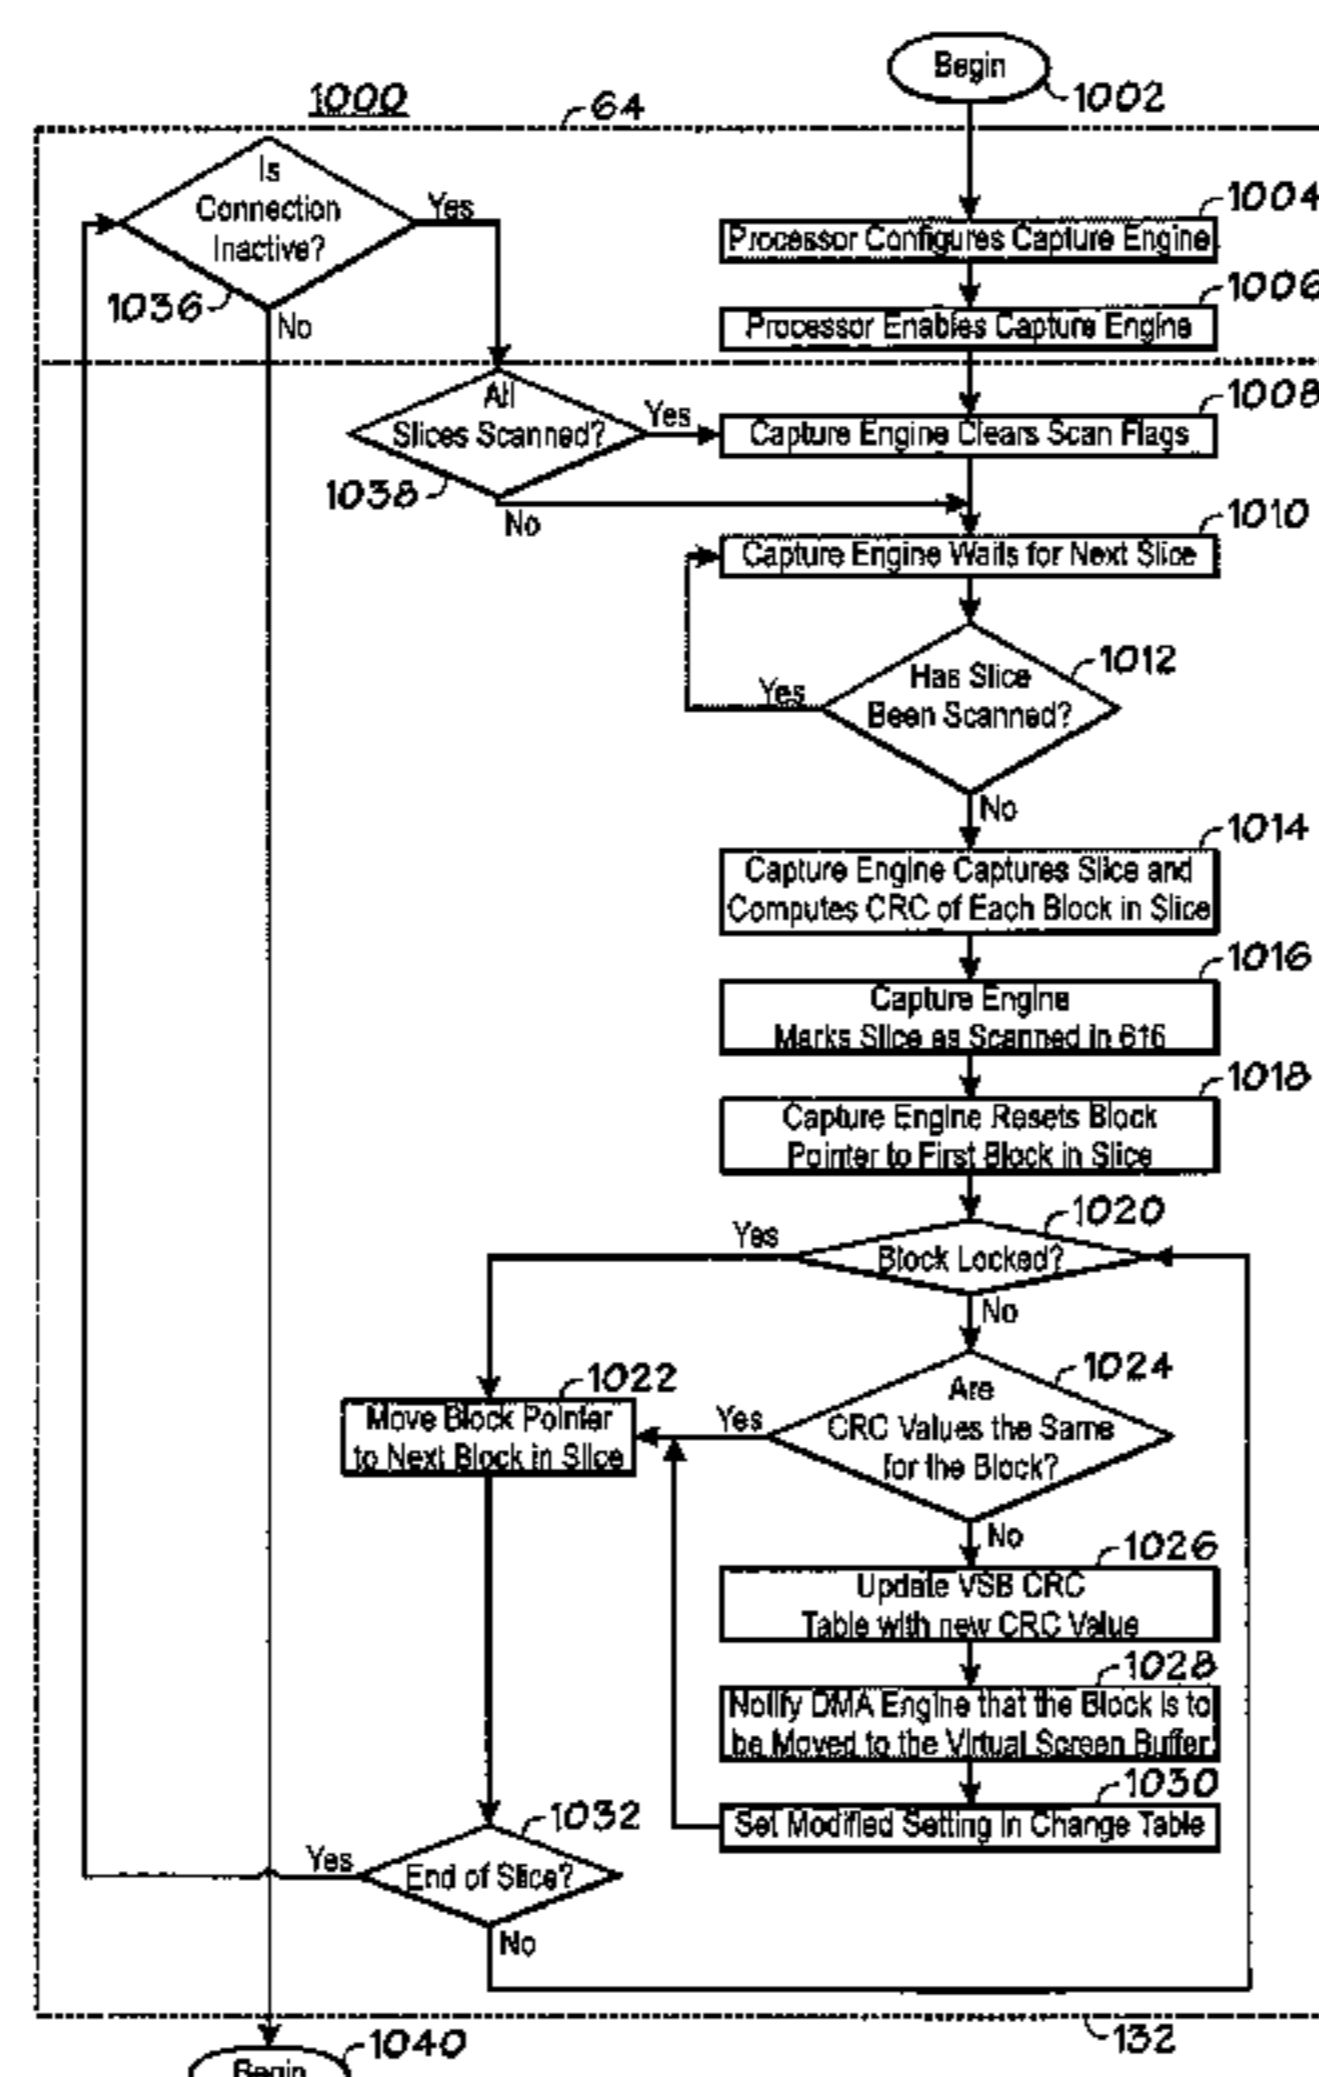 Begin
1002
1000
64
Is
Connection
Inactive?
Yes
1036
No
1004
Processor Configures Capture Engine
1006
Processor Enables Capture Engine
All
Slices Scanned?
Yes
1038
No
1008
Capture Engine Clears Scan Flags
1010
Capture Engine Waits for Next Slice
1012
Has Slice
Been Scanned?
Yes
No
1014
Capture Engine Captures Slice and
Computes CRC of Each Block in Slice
1016
Capture Engine
Marks Slice as Scanned in 616
1018
Capture Engine Resets Block
Pointer to First Block in Slice
1020
Yes
Block Locked?
No
1022
Move Block Pointer
to Next Block in Slice
1024
Yes
Are
CRC Values the Same
for the Block?
No
1026
Update VSB CRC
Table with new CRC Value
1028
Notify DMA Engine that the Block is to
be Moved to the Virtual Screen Buffer
1030
Set Modified Setting in Change Table
1032
Yes
End of Slice?
No
132
1040
Begin